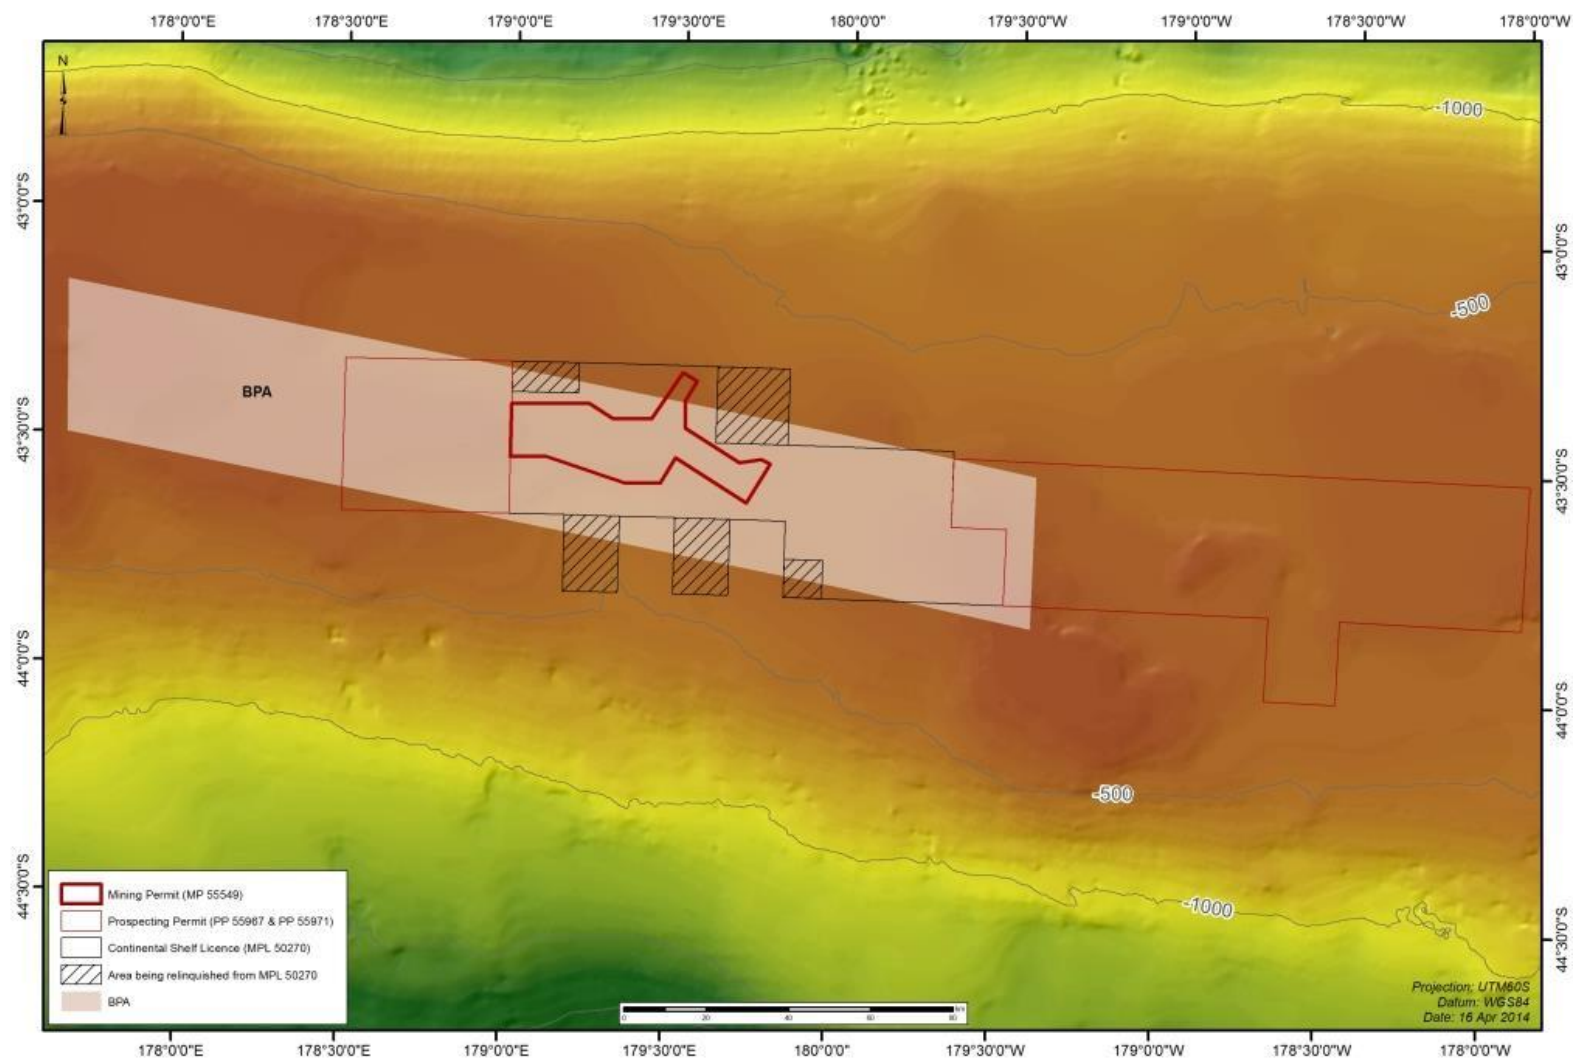 178°0'0"E 178°30'0"E 179°0'0"E 179°30'0"E 180°0'0" 179°30'0"W 179°0'0"W 178°30'0"W 178°0'0"W
N
S
-1000
43°0'0"S
43°0'0"S
-500
BPA
43°30'0"S
43°30'0"S
44°0'0"S
44°0'0"S
-500
44°30'0"S
-1000
44°30'0"S
Mining Permit (MP 55549)
Prospecting Permit (PP 55967 & PP 55971)
Continental Shelf Licence (MPL 50270)
Area being relinquished from MPL 50270
BPA
0 20 40 60 80
Projection: UTM60S
Datum: WGS84
Date: 16 Apr 2014
178°0'0"E 178°30'0"E 179°0'0"E 179°30'0"E 180°0'0" 179°30'0"W 179°0'0"W 178°30'0"W 178°0'0"W